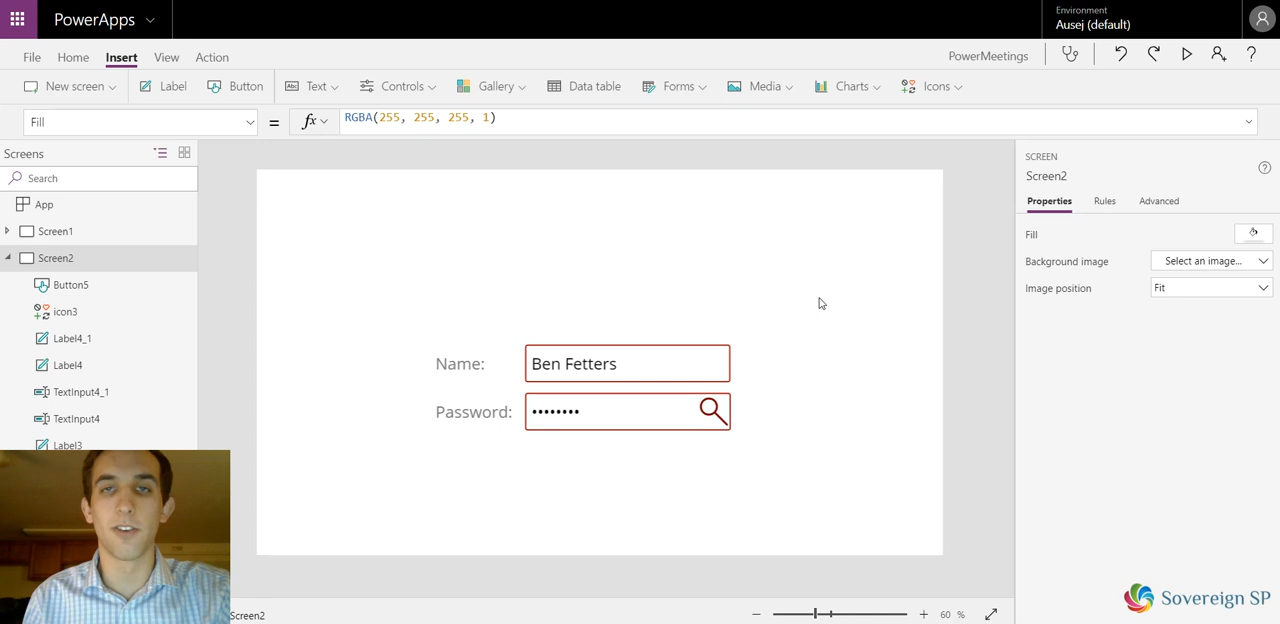 PowerApps
Environment
Ausej (default)
File Home Insert View Action
PowerMeetings
?
New screen Label Button Text Controls Gallery Data table Forms Media Charts Icons
Fill = fx RGBA(255, 255, 255, 1)
Screens
Search
App
Screen1
Screen2
Button5
icon3
Label4_1
Label4
TextInput4_1
TextInput4
Label3
Name: Ben Fetters
Password: ••••••••
SCREEN
Screen2
?
Properties Rules Advanced
Fill
Background image Select an image...
Image position Fit
Screen2
− + 60 %
Sovereign SP